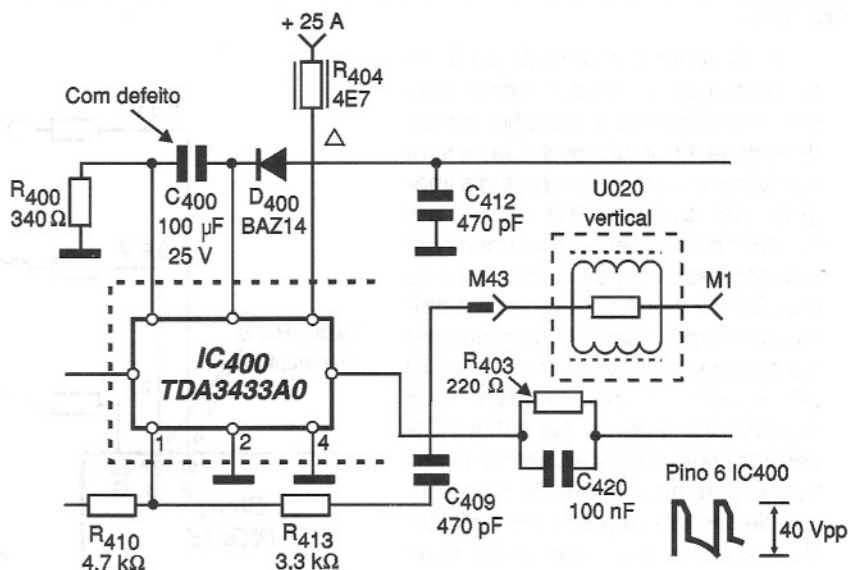 + 25 A
R404
4E7
Com defeito
R400
340 Ω
C400
100 µF
25 V
D400
BAZ14
C412
470 pF
U020
vertical
M43
M1
IC400
TDA3433A0
R403
220 Ω
1
2
4
C409
470 pF
C420
100 nF
Pino 6 IC400
40 Vpp
R410
4.7 kΩ
R413
3.3 kΩ